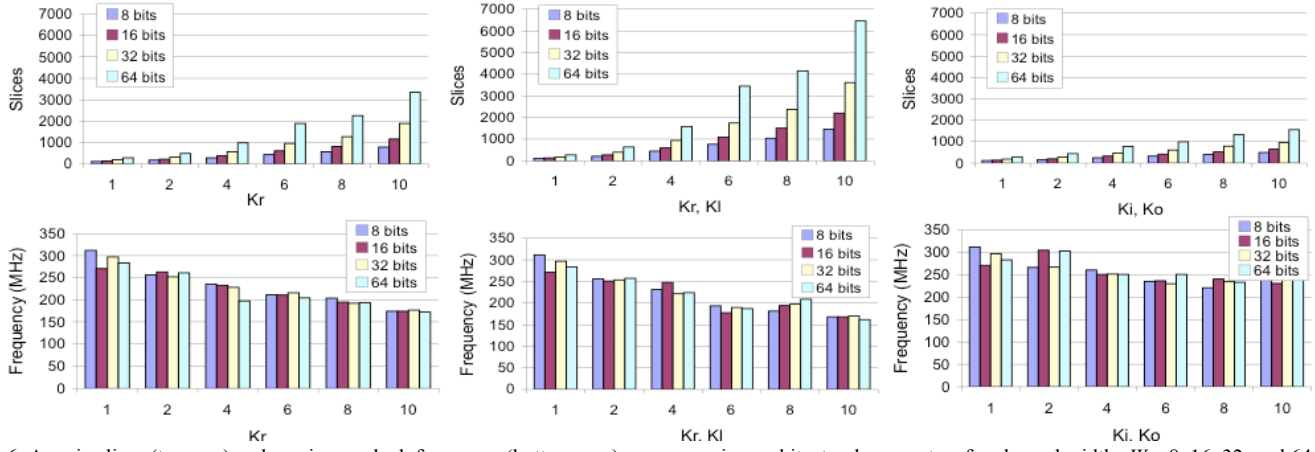 7000
6000
5000
4000
3000
2000
1000
0
Slices
8 bits
16 bits
32 bits
64 bits
1 2 4 6 8 10
Kr
7000
6000
5000
4000
3000
2000
1000
0
Slices
8 bits
16 bits
32 bits
64 bits
1 2 4 6 8 10
Kr, Kl
7000
6000
5000
4000
3000
2000
1000
0
Slices
8 bits
16 bits
32 bits
64 bits
1 2 4 6 8 10
Ki, Ko
350
300
250
200
150
100
50
0
Frequency (MHz)
8 bits
16 bits
32 bits
64 bits
1 2 4 6 8 10
Kr
350
300
250
200
150
100
50
0
Frequency (MHz)
8 bits
16 bits
32 bits
64 bits
1 2 4 6 8 10
Kr, Kl
350
300
250
200
150
100
50
0
Frequency (MHz)
8 bits
16 bits
32 bits
64 bits
1 2 4 6 8 10
Ki, Ko